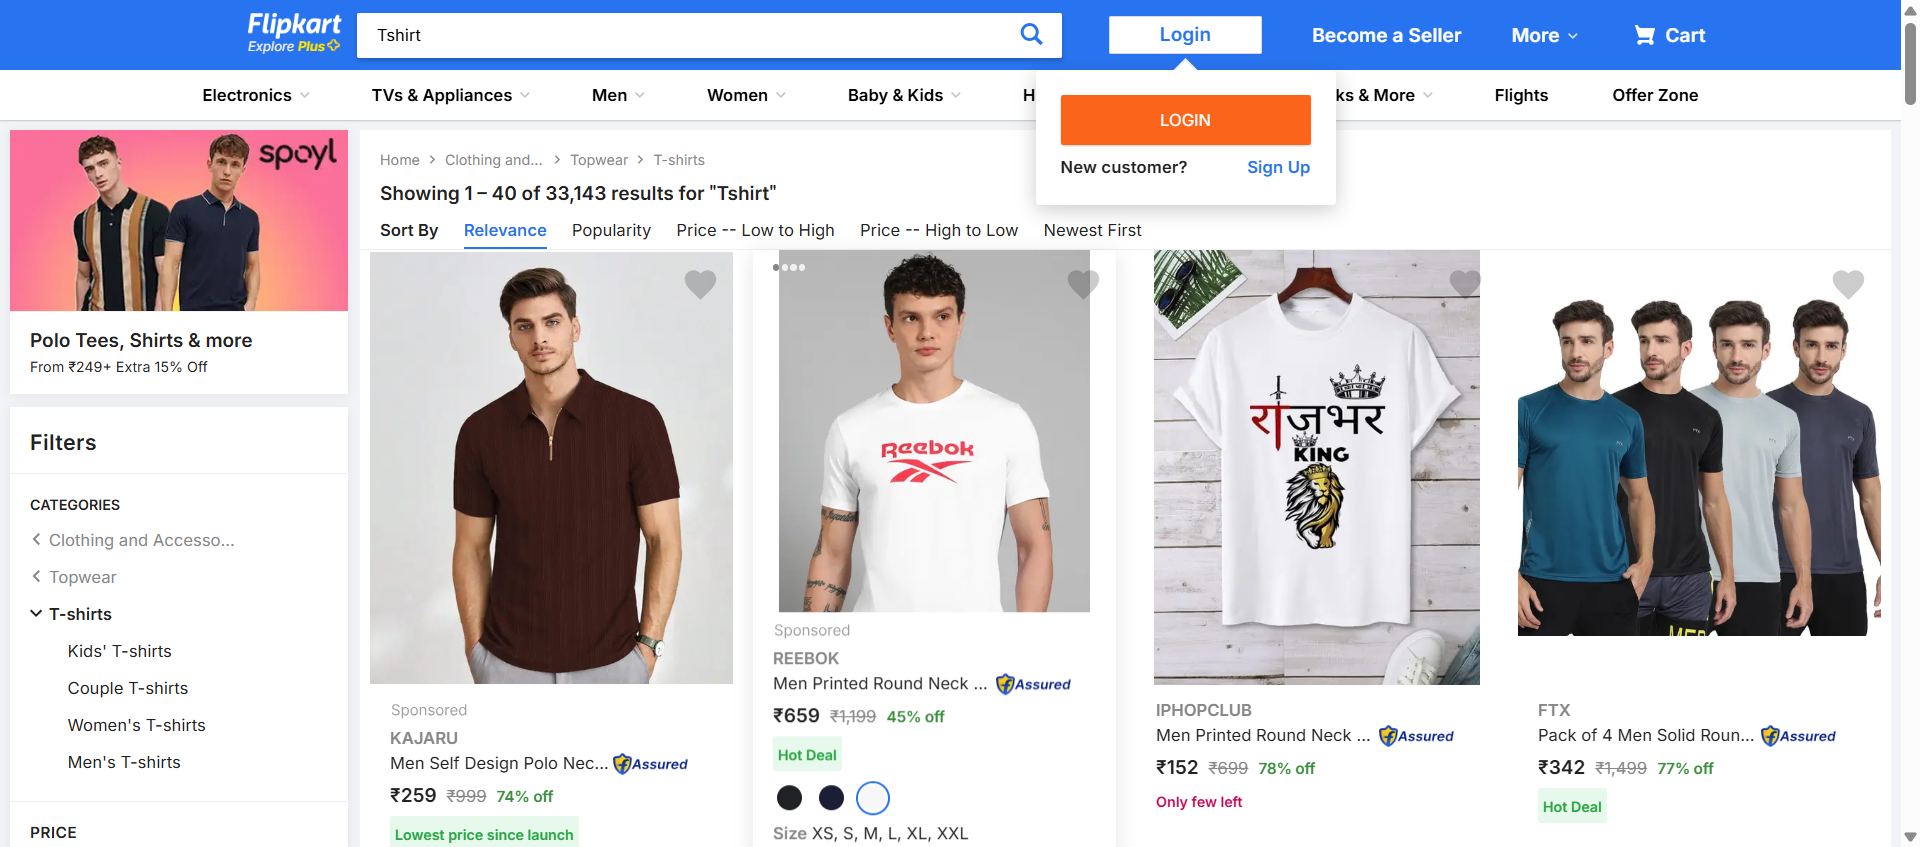 Flipkart
Explore Plus
Tshirt
Login
Become a Seller
More
Cart
Electronics
TVs & Appliances
Men
Women
Baby & Kids
H
ks & More
Flights
Offer Zone
LOGIN
New customer?
Sign Up
spoyl
Polo Tees, Shirts & more
From ₹249+ Extra 15% Off
Filters
CATEGORIES
Clothing and Accesso...
Topwear
T-shirts
Kids' T-shirts
Couple T-shirts
Women's T-shirts
Men's T-shirts
PRICE
Home > Clothing and... > Topwear > T-shirts
Showing 1 – 40 of 33,143 results for "Tshirt"
Sort By
Relevance
Popularity
Price -- Low to High
Price -- High to Low
Newest First
Sponsored
KAJARU
Men Self Design Polo Nec... Assured
₹259 ₹999 74% off
Lowest price since launch
Reebok
Sponsored
REEBOK
Men Printed Round Neck ... Assured
₹659 ₹1,199 45% off
Hot Deal
Size XS, S, M, L, XL, XXL
राजभर
KING
IPHOPCLUB
Men Printed Round Neck ... Assured
₹152 ₹699 78% off
Only few left
FTX
Pack of 4 Men Solid Roun... Assured
₹342 ₹1,499 77% off
Hot Deal